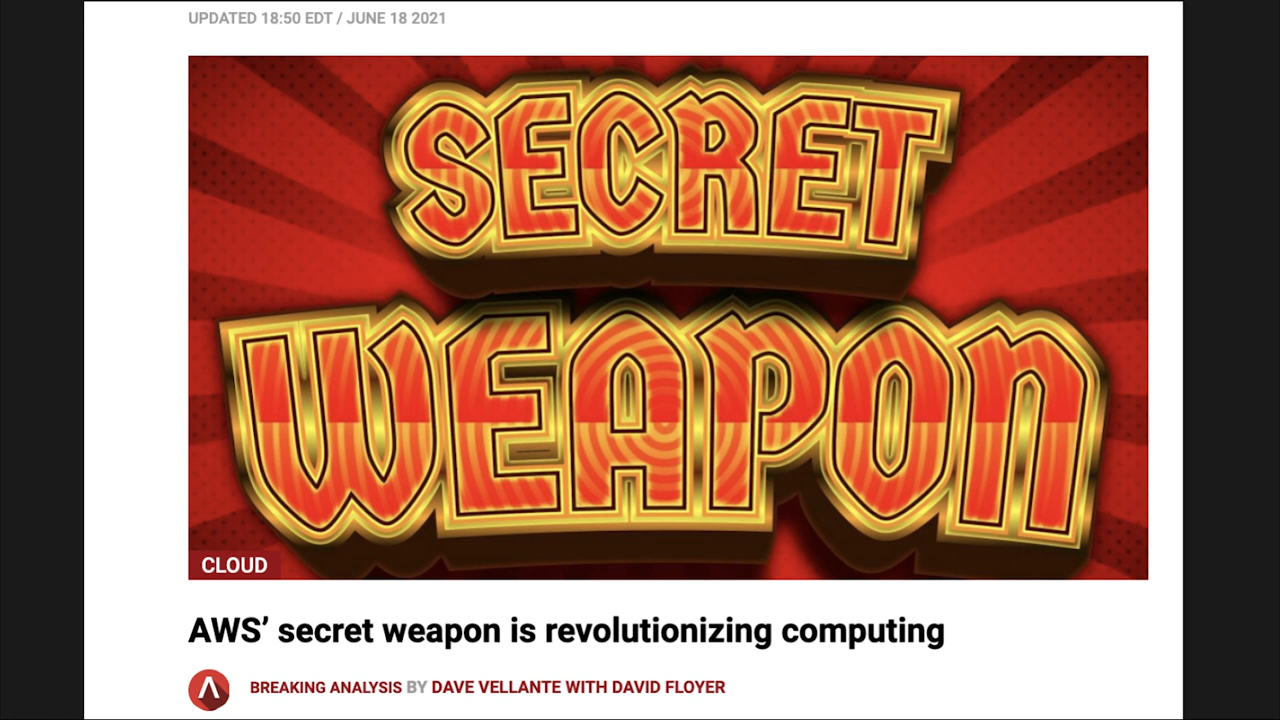 UPDATED 18:50 EDT / JUNE 18 2021
SECRET
WEAPON
CLOUD
AWS’ secret weapon is revolutionizing computing
BREAKING ANALYSIS BY DAVE VELLANTE WITH DAVID FLOYER